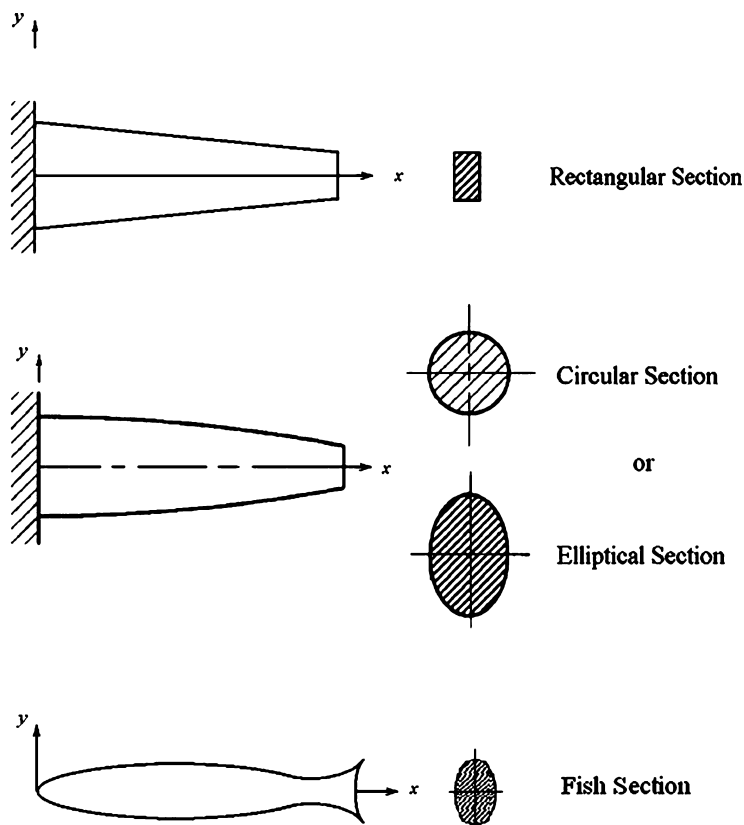 y
x
Rectangular Section
y
x
Circular Section
or
Elliptical Section
y
x
Fish Section